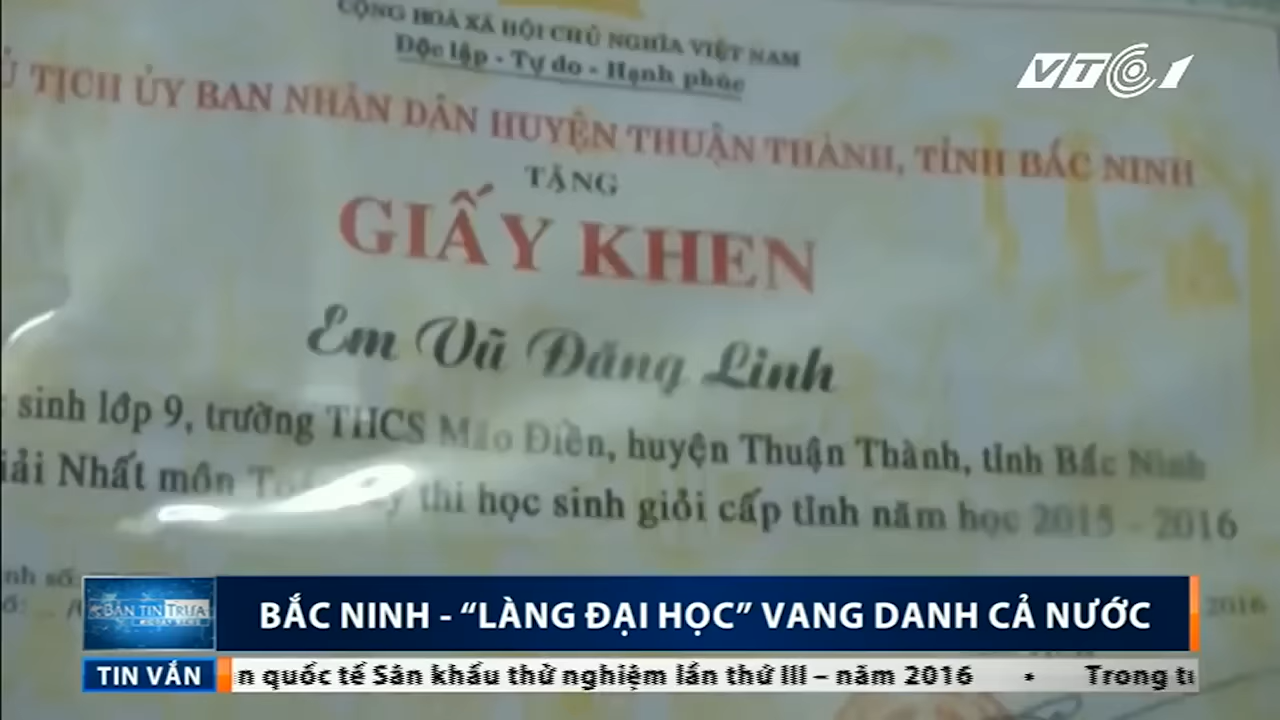 CỘNG HOÀ XÃ HỘI CHỦ NGHĨA VIỆT NAM
Độc lập - Tự do - Hạnh phúc
VTC1
TỊCH ỦY BAN NHÂN DÂN HUYỆN THUẬN THÀNH, TỈNH BẮC NINH
TẶNG
GIẤY KHEN
Em Vũ Đăng Linh
sinh lớp 9, trường THCS Mão Điền, huyện Thuận Thành, tỉnh Bắc Ninh
Nhất môn thi học sinh giỏi cấp tỉnh năm học 2015 - 2016
số
2016
BẢN TIN TRƯA
BẮC NINH - “LÀNG ĐẠI HỌC” VANG DANH CẢ NƯỚC
TIN VẮN
n quốc tế Sân khấu thử nghiệm lần thứ III – năm 2016 • Trong